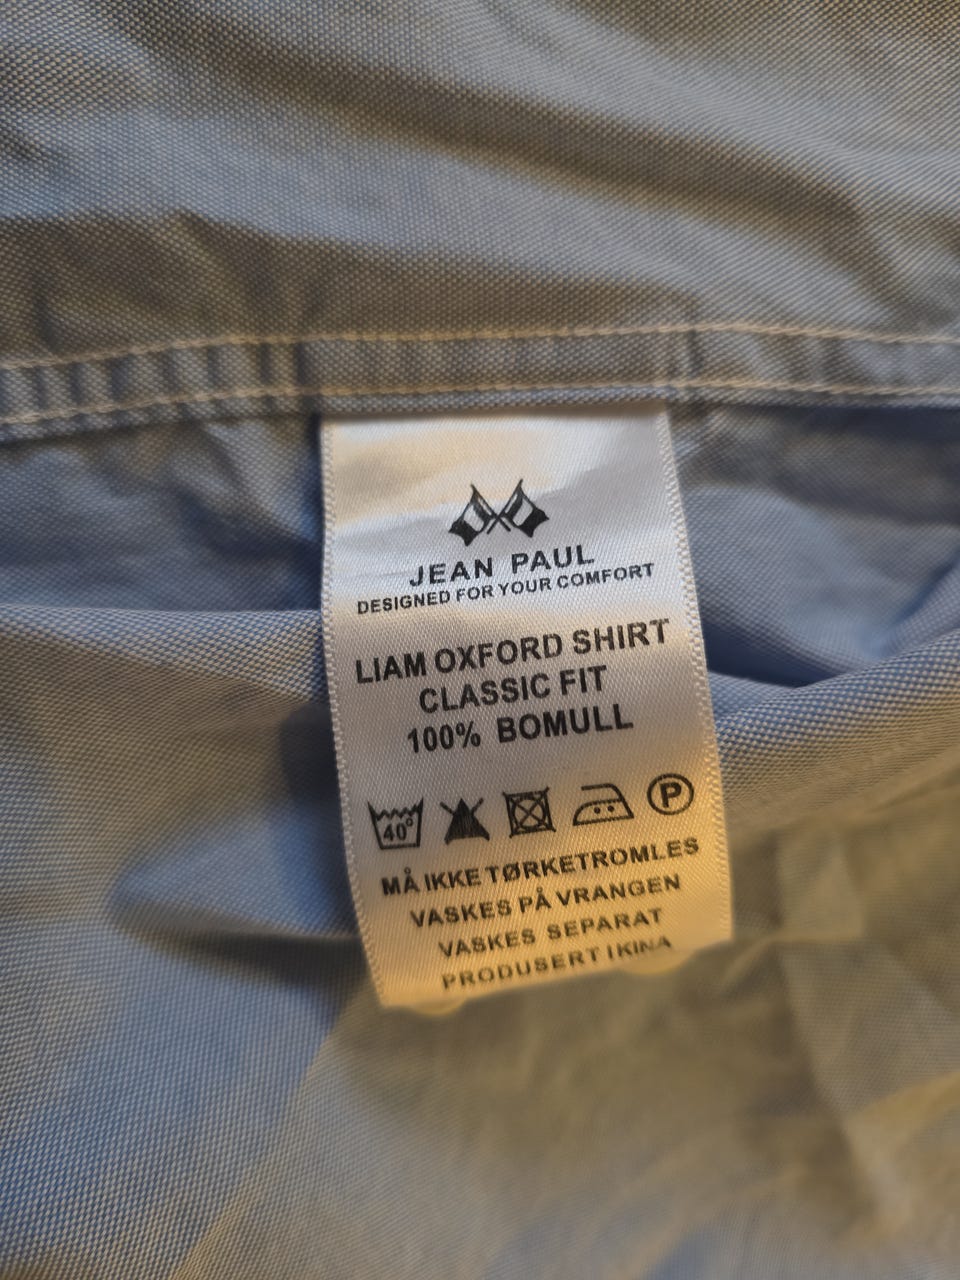 JEAN PAUL
DESIGNED FOR YOUR COMFORT
LIAM OXFORD SHIRT
CLASSIC FIT
100% BOMULL
40° P
MÅ IKKE TØRKETROMLES
VASKES PÅ VRANGEN
VASKES SEPARAT
PRODUSERT I KINA